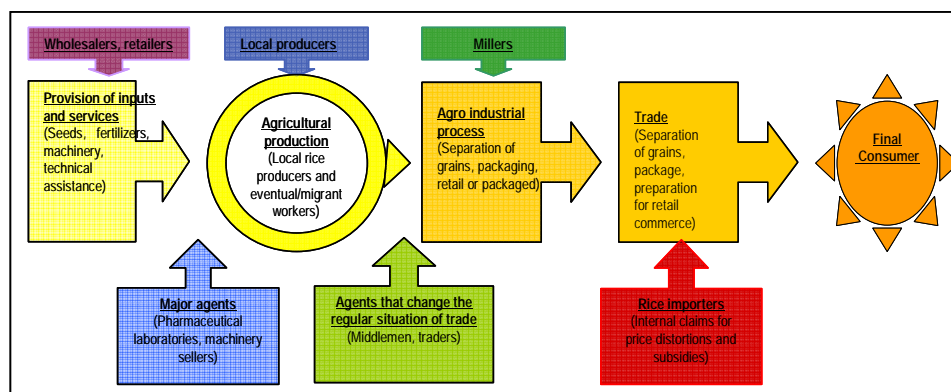 Wholesalers, retailers
Local producers
Millers
Provision of inputs
and services
(Seeds, fertilizers,
machinery,
technical
assistance)
Agricultural
production
(Local rice
producers and
eventual/migrant
workers)
Agro industrial
process
(Separation of
grains, packaging,
retail or packaged)
Trade
(Separation
of grains,
package,
preparation
for retail
commerce)
Final
Consumer
Major agents
(Pharmaceutical
laboratories, machinery
sellers)
Agents that change the
regular situation of trade
(Middlemen, traders)
Rice importers
(Internal claims for
price distortions and
subsidies)